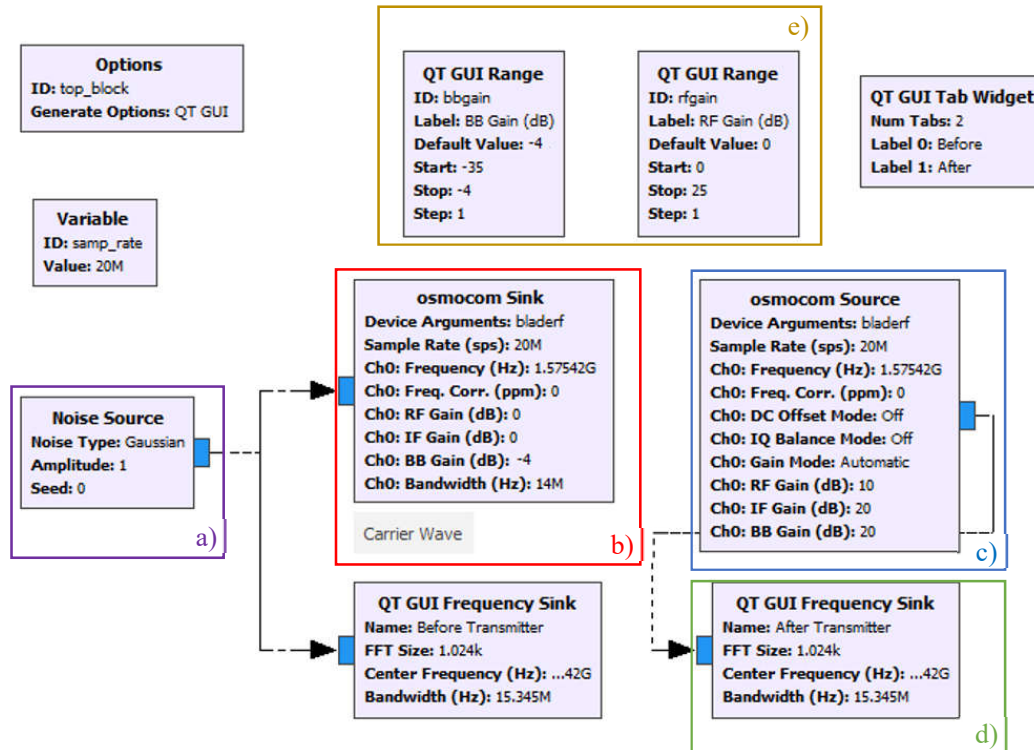 e)
Options
ID: top_block
Generate Options: QT GUI
QT GUI Range
ID: bbgain
Label: BB Gain (dB)
Default Value: -4
Start: -35
Stop: -4
Step: 1
QT GUI Range
ID: rfgain
Label: RF Gain (dB)
Default Value: 0
Start: 0
Stop: 25
Step: 1
QT GUI Tab Widget
Num Tabs: 2
Label 0: Before
Label 1: After
Variable
ID: samp_rate
Value: 20M
Noise Source
Noise Type: Gaussian
Amplitude: 1
Seed: 0
a)
osmocom Sink
Device Arguments: bladerf
Sample Rate (sps): 20M
Ch0: Frequency (Hz): 1.57542G
Ch0: Freq. Corr. (ppm): 0
Ch0: RF Gain (dB): 0
Ch0: IF Gain (dB): 0
Ch0: BB Gain (dB): -4
Ch0: Bandwidth (Hz): 14M
Carrier Wave
b)
osmocom Source
Device Arguments: bladerf
Sample Rate (sps): 20M
Ch0: Frequency (Hz): 1.57542G
Ch0: Freq. Corr. (ppm): 0
Ch0: DC Offset Mode: Off
Ch0: IQ Balance Mode: Off
Ch0: Gain Mode: Automatic
Ch0: RF Gain (dB): 10
Ch0: IF Gain (dB): 20
Ch0: BB Gain (dB): 20
c)
QT GUI Frequency Sink
Name: Before Transmitter
FFT Size: 1.024k
Center Frequency (Hz): ...42G
Bandwidth (Hz): 15.345M
QT GUI Frequency Sink
Name: After Transmitter
FFT Size: 1.024k
Center Frequency (Hz): ...42G
Bandwidth (Hz): 15.345M
d)